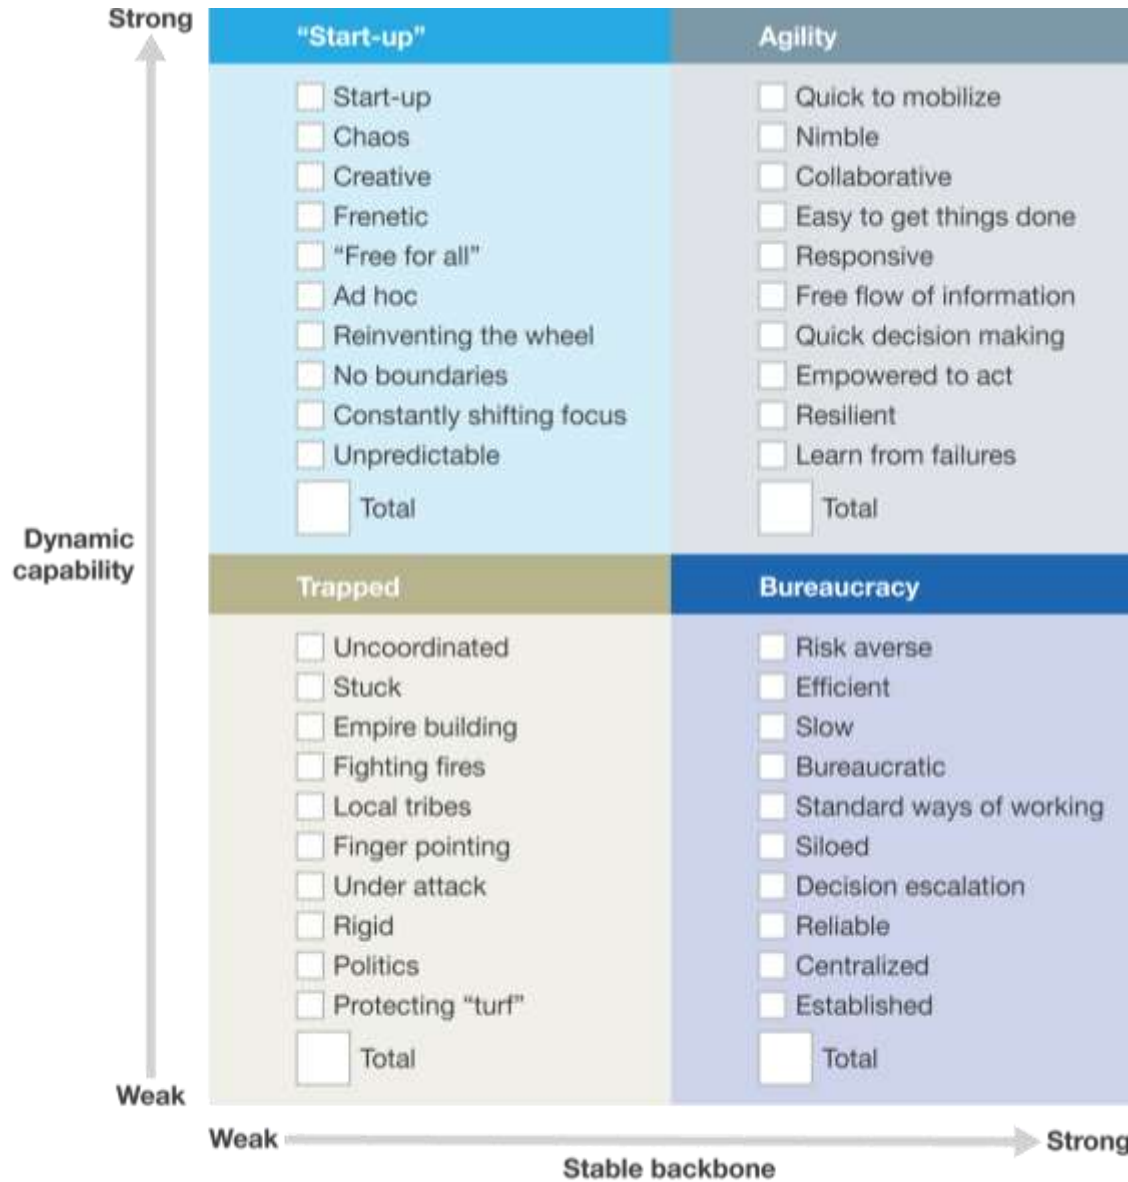 Strong
"Start-up"
Start-up
Chaos
Creative
Frenetic
"Free for all"
Ad hoc
Reinventing the wheel
No boundaries
Constantly shifting focus
Unpredictable
Total
Agility
Quick to mobilize
Nimble
Collaborative
Easy to get things done
Responsive
Free flow of information
Quick decision making
Empowered to act
Resilient
Learn from failures
Total
Dynamic
capability
Trapped
Uncoordinated
Stuck
Empire building
Fighting fires
Local tribes
Finger pointing
Under attack
Rigid
Politics
Protecting "turf"
Total
Bureaucracy
Risk averse
Efficient
Slow
Bureaucratic
Standard ways of working
Siloed
Decision escalation
Reliable
Centralized
Established
Total
Weak
Weak
Strong
Stable backbone